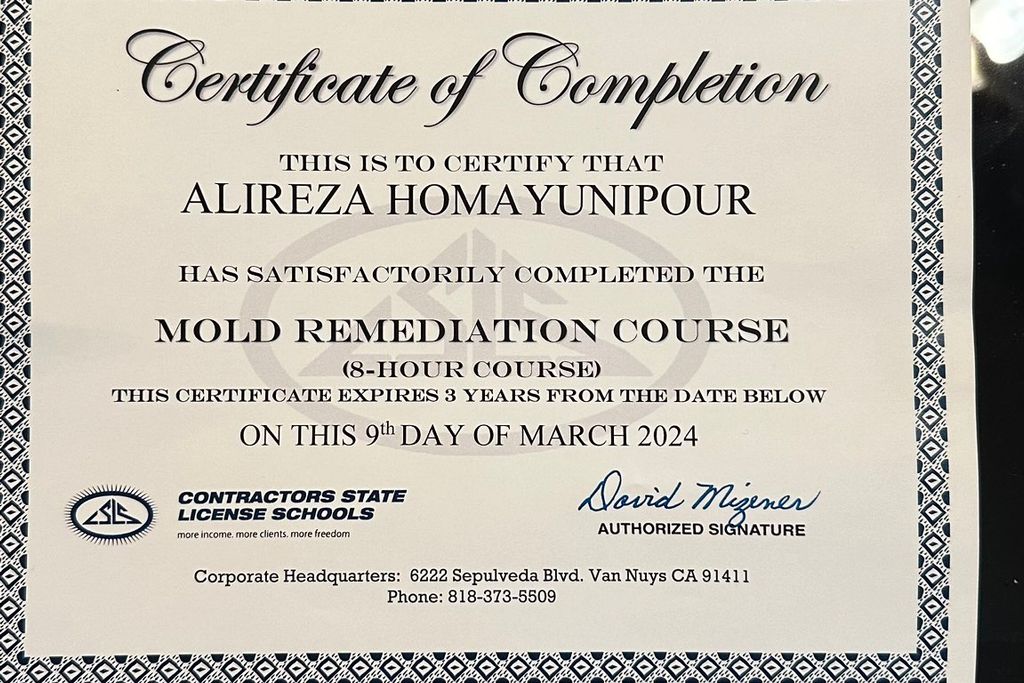 Certificate of Completion
THIS IS TO CERTIFY THAT
ALIREZA HOMAYUNIPOUR
HAS SATISFACTORILY COMPLETED THE
MOLD REMEDIATION COURSE
(8-HOUR COURSE)
THIS CERTIFICATE EXPIRES 3 YEARS FROM THE DATE BELOW
ON THIS 9th DAY OF MARCH 2024
CSLS
CONTRACTORS STATE
LICENSE SCHOOLS
more income. more clients. more freedom
David Mizener
AUTHORIZED SIGNATURE
Corporate Headquarters: 6222 Sepulveda Blvd. Van Nuys CA 91411
Phone: 818-373-5509